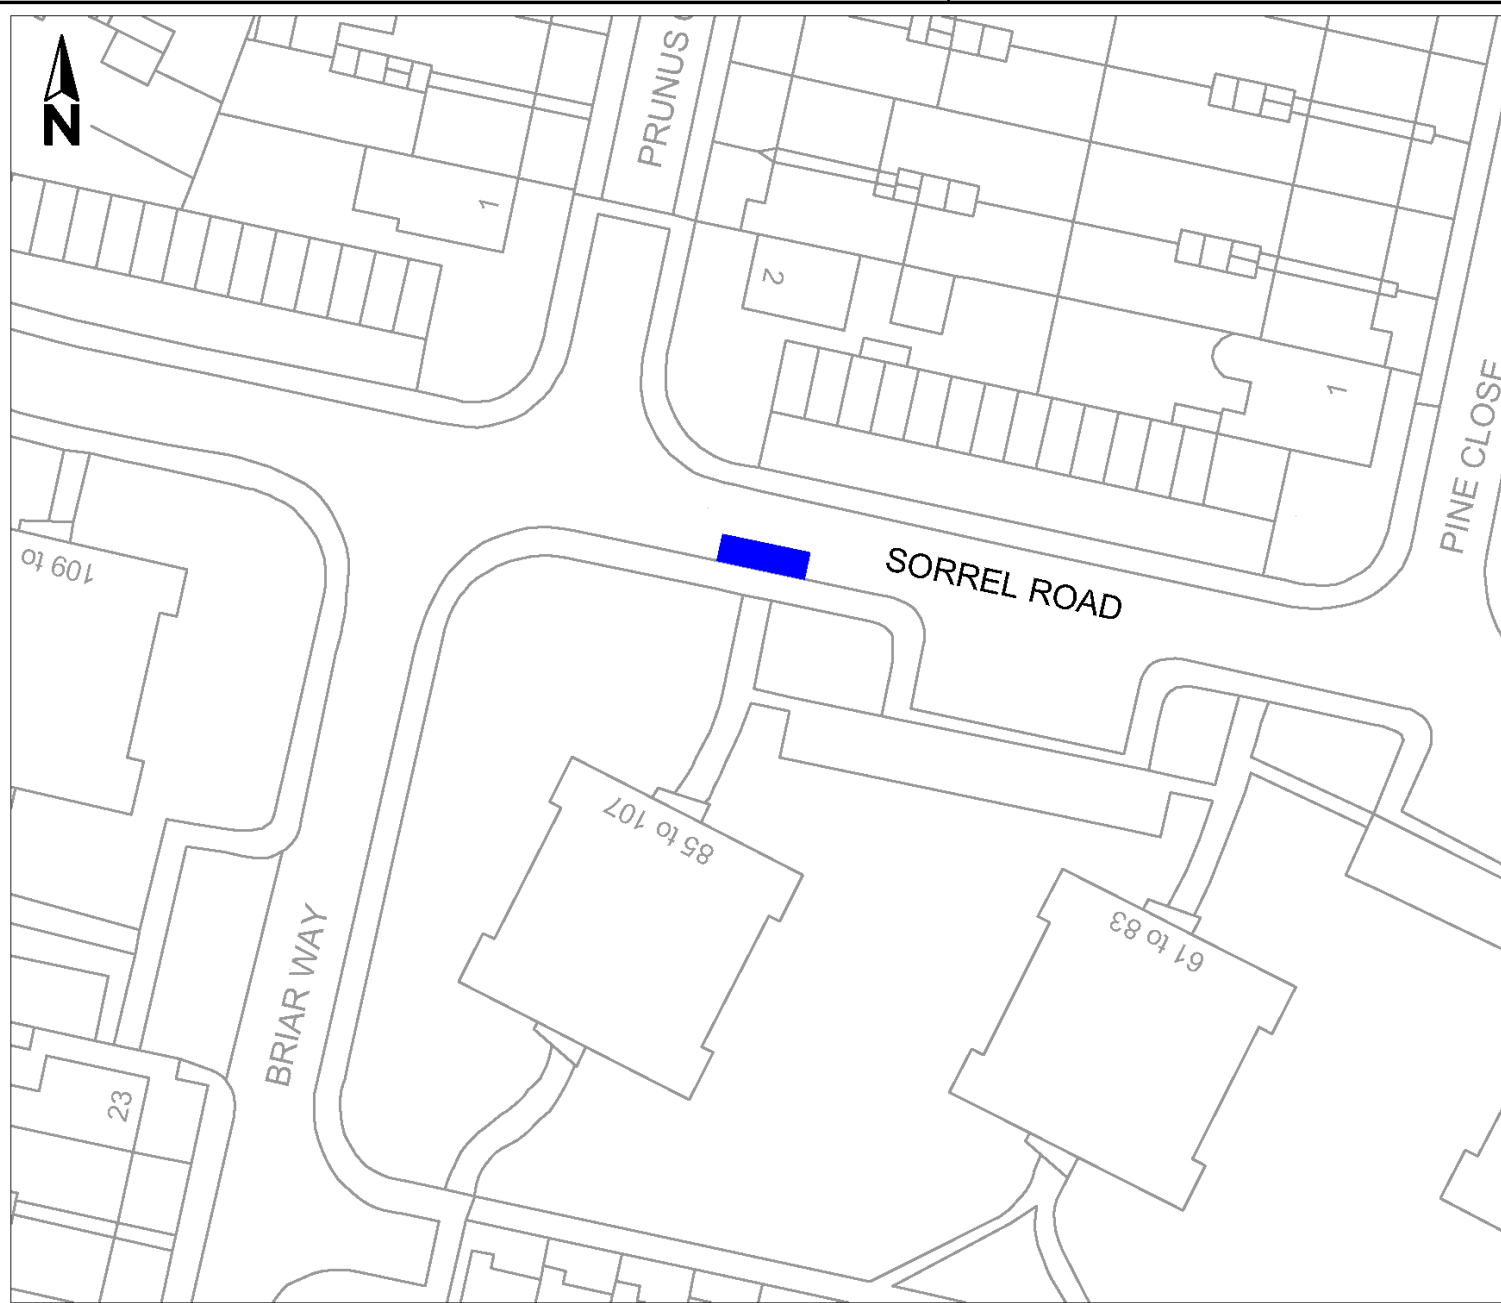 N
PRUNUS
1
2
1
PINE CLOSE
SORREL ROAD
109 to
85 to 107
61 to 83
BRIAR WAY
23